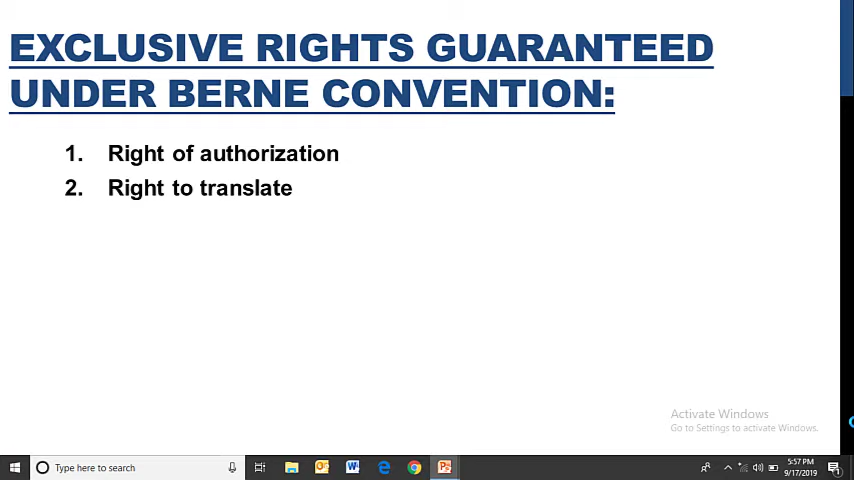 EXCLUSIVE RIGHTS GUARANTEED
UNDER BERNE CONVENTION:
1. Right of authorization
2. Right to translate
Activate Windows
Go to Settings to activate Windows.
Type here to search
5:57 PM
9/17/2019